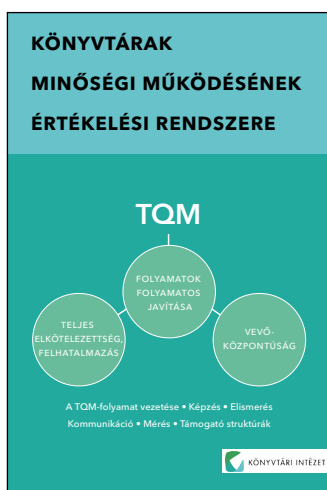 KÖNYVTÁRAK
MINŐSÉGI MŰKÖDÉSÉNEK
ÉRTÉKELÉSI RENDSZERE
TQM
FOLYAMATOK
FOLYAMATOS
JAVÍTÁSA
TELJES
ELKÖTELEZETTSÉG,
FELHATALMAZÁS
VEVŐ-
KÖZPONTÚSÁG
A TQM-folyamat vezetése • Képzés • Elismerés
Kommunikáció • Mérés • Támogató struktúrák
KÖNYVTÁRI INTÉZET